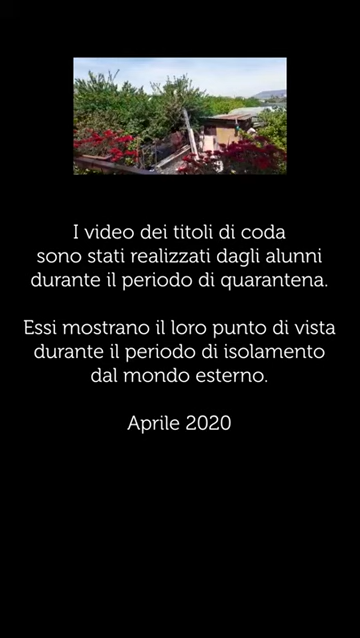 I video dei titoli di coda
sono stati realizzati dagli alunni
durante il periodo di quarantena.
Essi mostrano il loro punto di vista
durante il periodo di isolamento
dal mondo esterno.
Aprile 2020